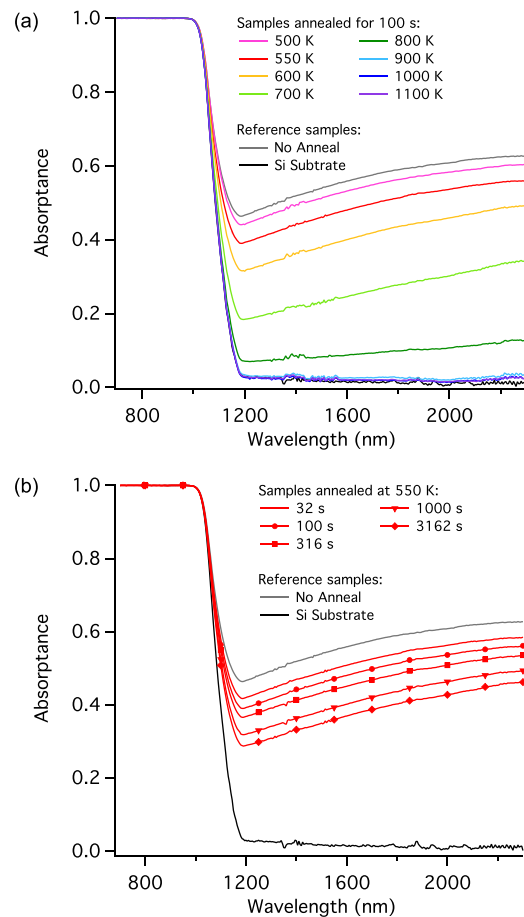 (a)
Samples annealed for 100 s:
500 K
800 K
550 K
900 K
600 K
1000 K
700 K
1100 K
Reference samples:
No Anneal
Si Subtrate
Absorptance
1.0
0.8
0.6
0.4
0.2
0.0
800
1200
1600
2000
Wavelength (nm)
(b)
Samples annealed at 550 K:
32 s
1000 s
100 s
3162 s
316 s
Reference samples:
No Anneal
Si Substrate
Absorptance
1.0
0.8
0.6
0.4
0.2
0.0
800
1200
1600
2000
Wavelength (nm)